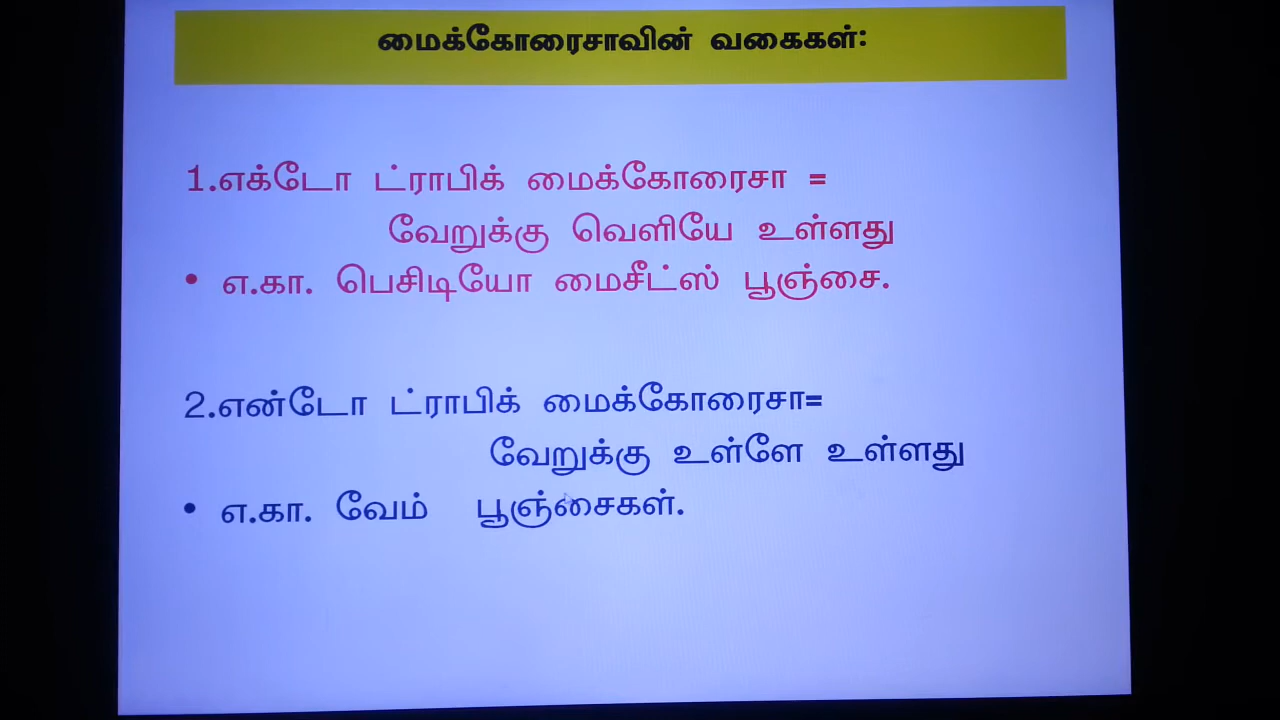 மைக்கோரைசாவின் வகைகள்:
1.எக்டோ ட்ராபிக் மைக்கோரைசா =
வேறுக்கு வெளியே உள்ளது
• எ.கா. பெசிடியோ மைசீட்ஸ் பூஞ்சை.
2.என்டோ ட்ராபிக் மைக்கோரைசா=
வேறுக்கு உள்ளே உள்ளது
• எ.கா. வேம் பூஞ்சைகள்.